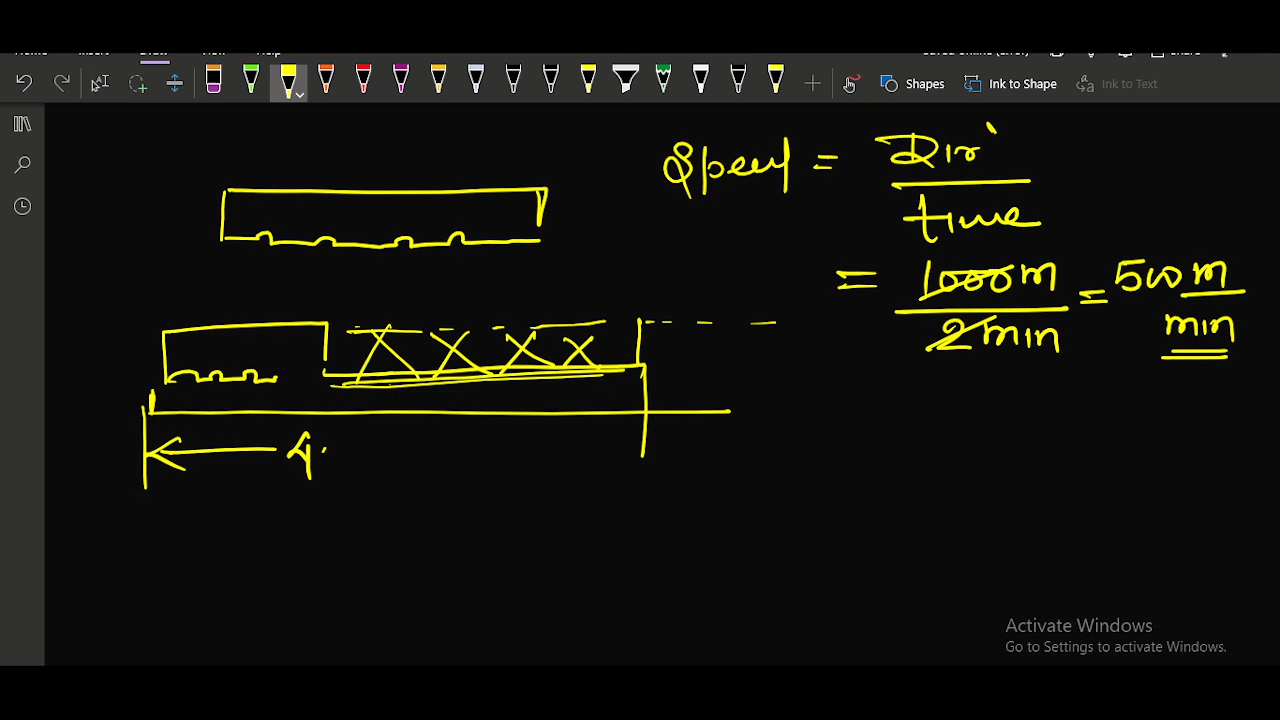 Shapes Ink to Shape Ink to Text
Speed = Dis
time
= 1000m = 500 m
2min min
4.
Activate Windows
Go to Settings to activate Windows.